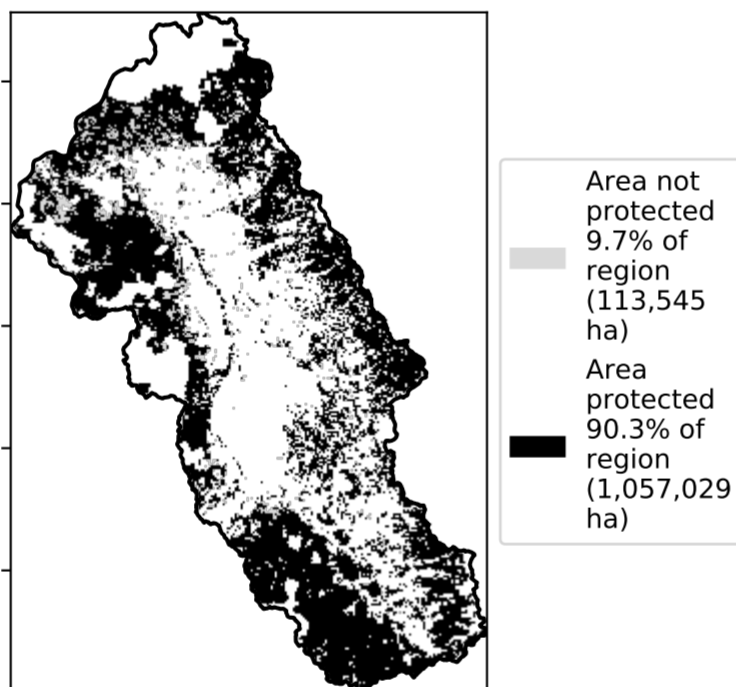 Area not
protected
9.7% of
region
(113,545
ha)
Area
protected
90.3% of
region
(1,057,029
ha)